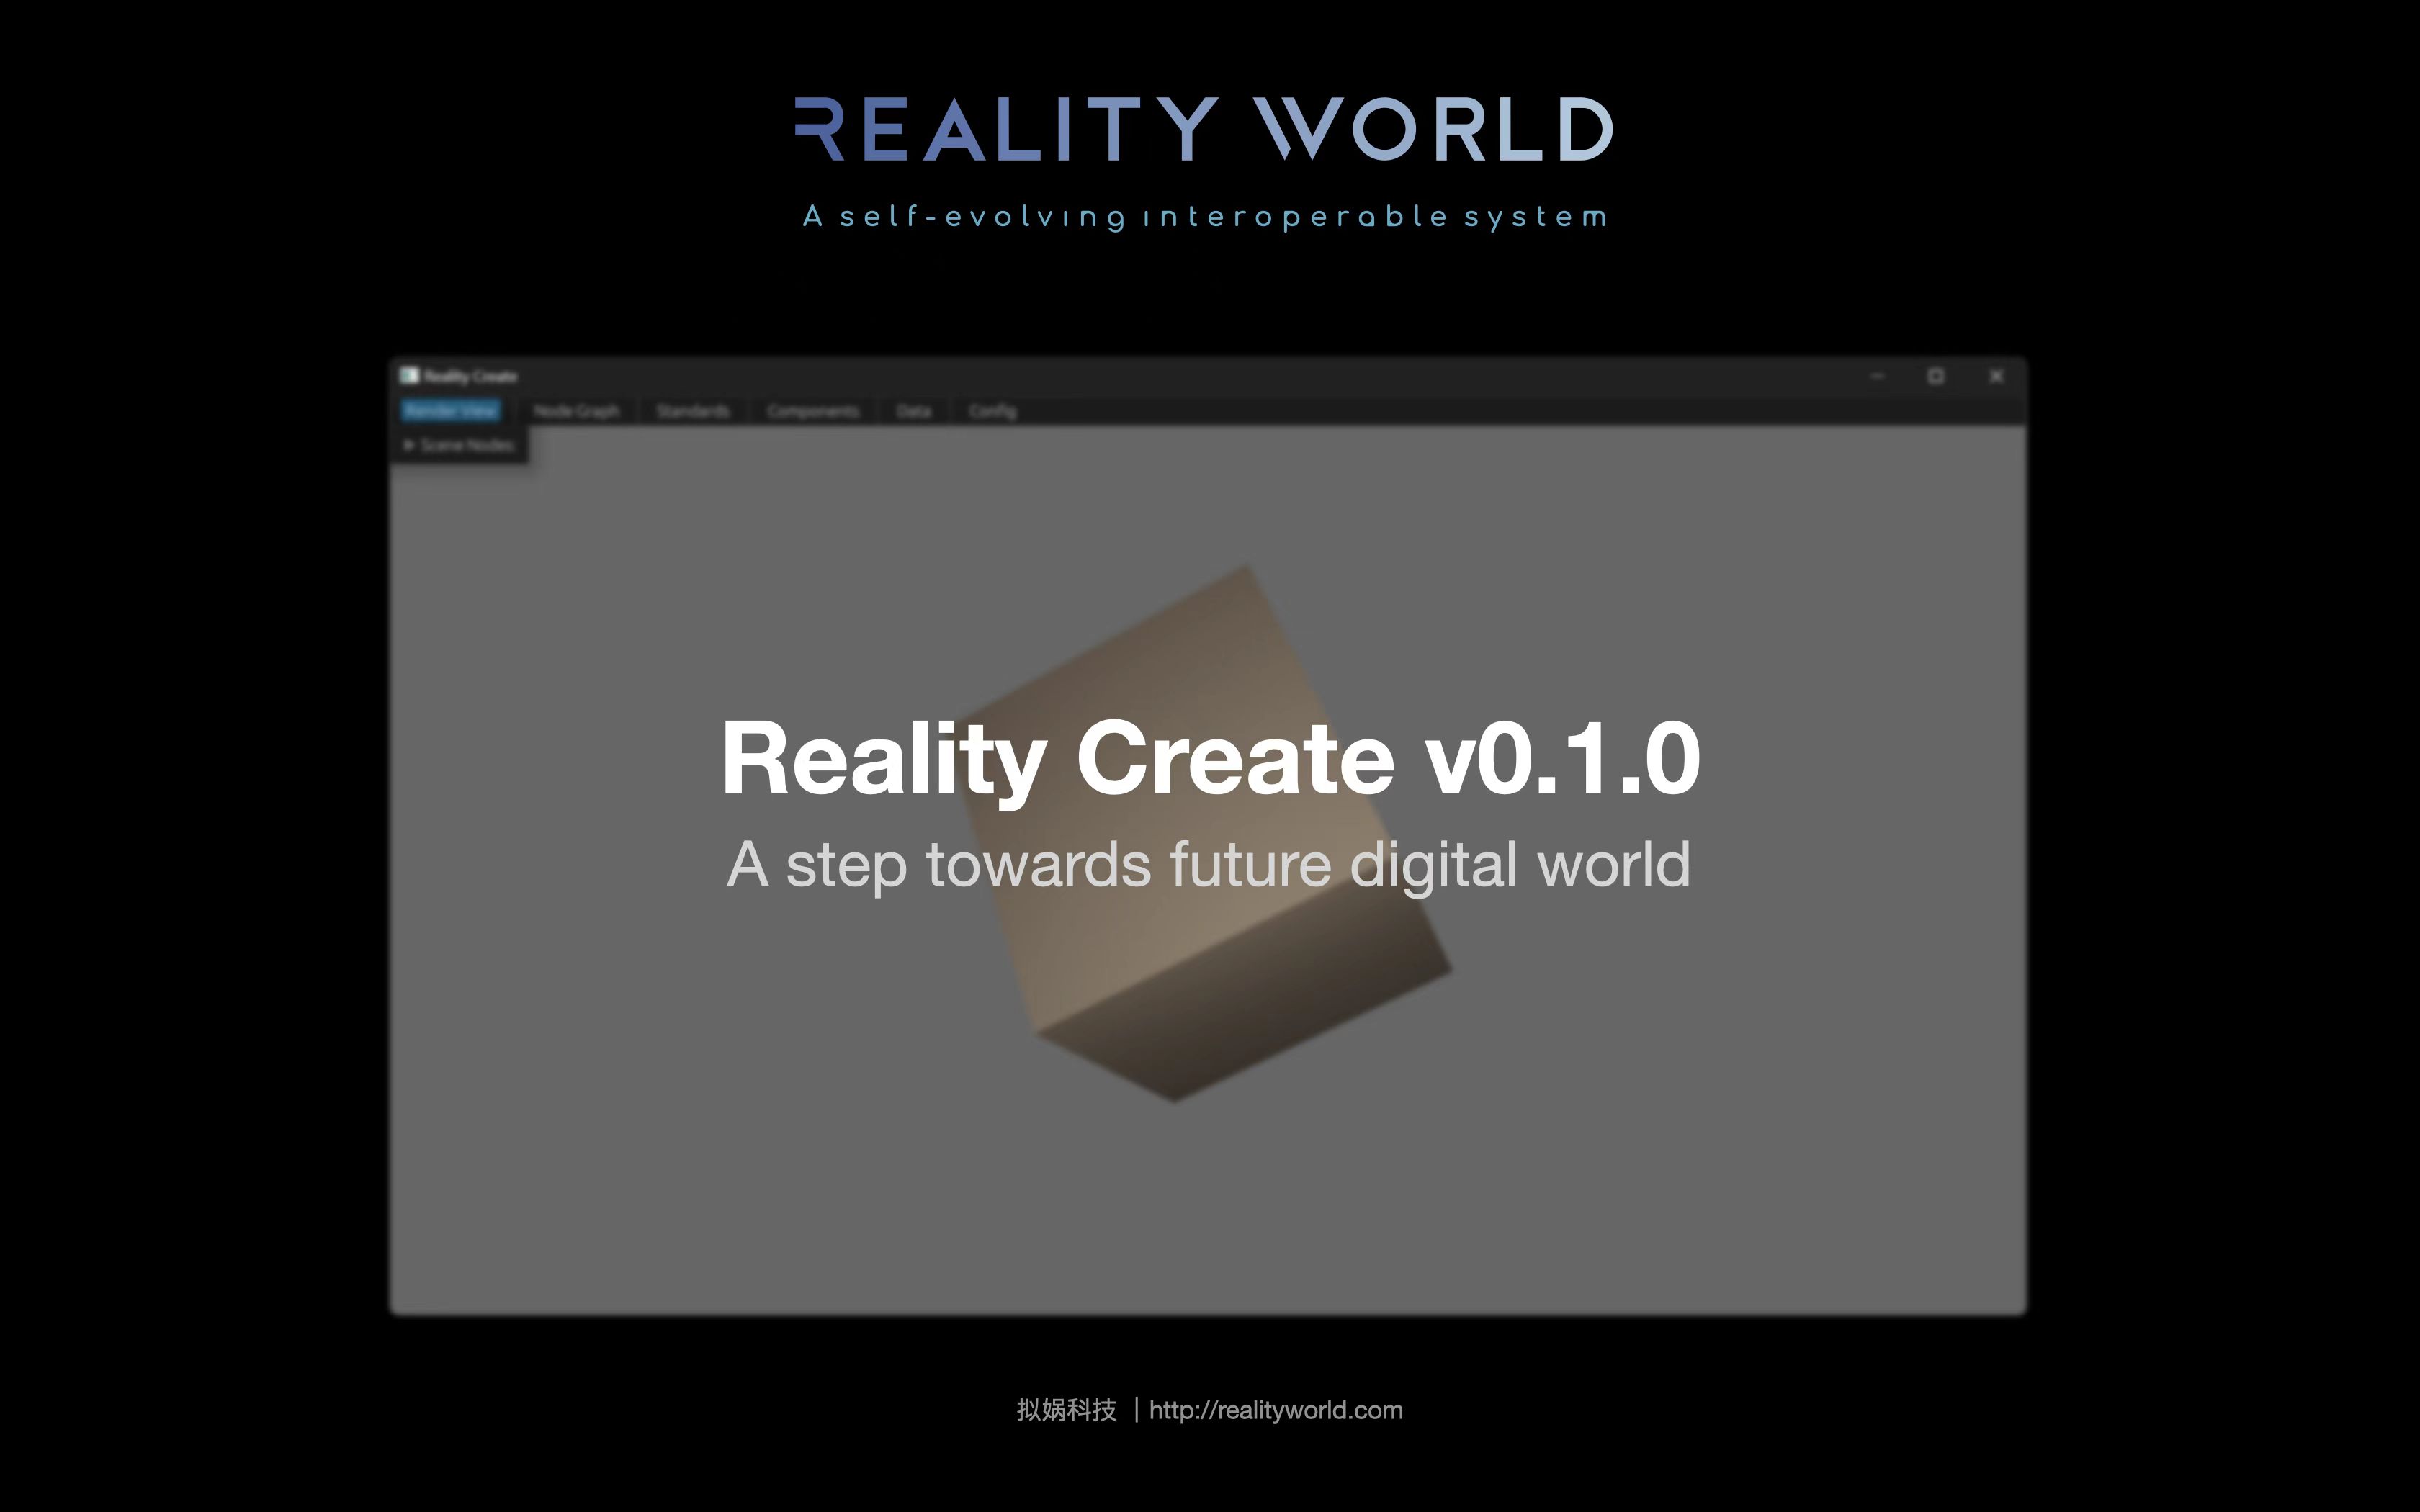 REALITY WORLD
A self-evolving interoperable system
Reality Create
Render View Node Graph Standards Components Data Config
Scene Nodes
Reality Create v0.1.0
A step towards future digital world
拟娲科技 | http://realityworld.com